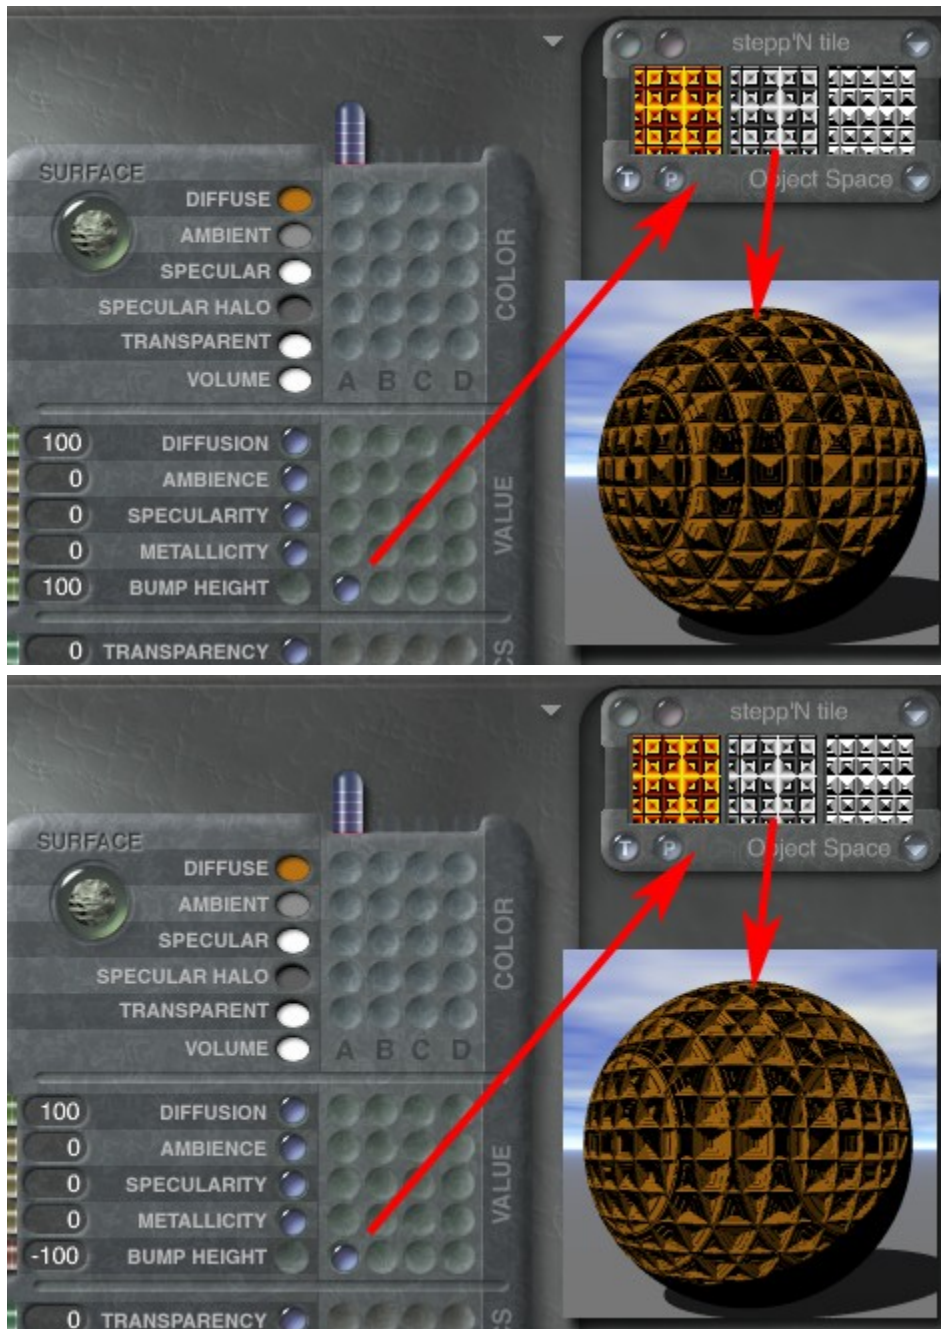 stepp'N tile
T P Object Space
SURFACE
DIFFUSE
AMBIENT
SPECULAR
SPECULAR HALO
TRANSPARENT
VOLUME
A B C D
COLOR
100 DIFFUSION
0 AMBIENCE
0 SPECULARITY
0 METALLICITY
100 BUMP HEIGHT
VALUE
0 TRANSPARENCY
CS
stepp'N tile
T P Object Space
SURFACE
DIFFUSE
AMBIENT
SPECULAR
SPECULAR HALO
TRANSPARENT
VOLUME
A B C D
COLOR
100 DIFFUSION
0 AMBIENCE
0 SPECULARITY
0 METALLICITY
-100 BUMP HEIGHT
VALUE
0 TRANSPARENCY
CS